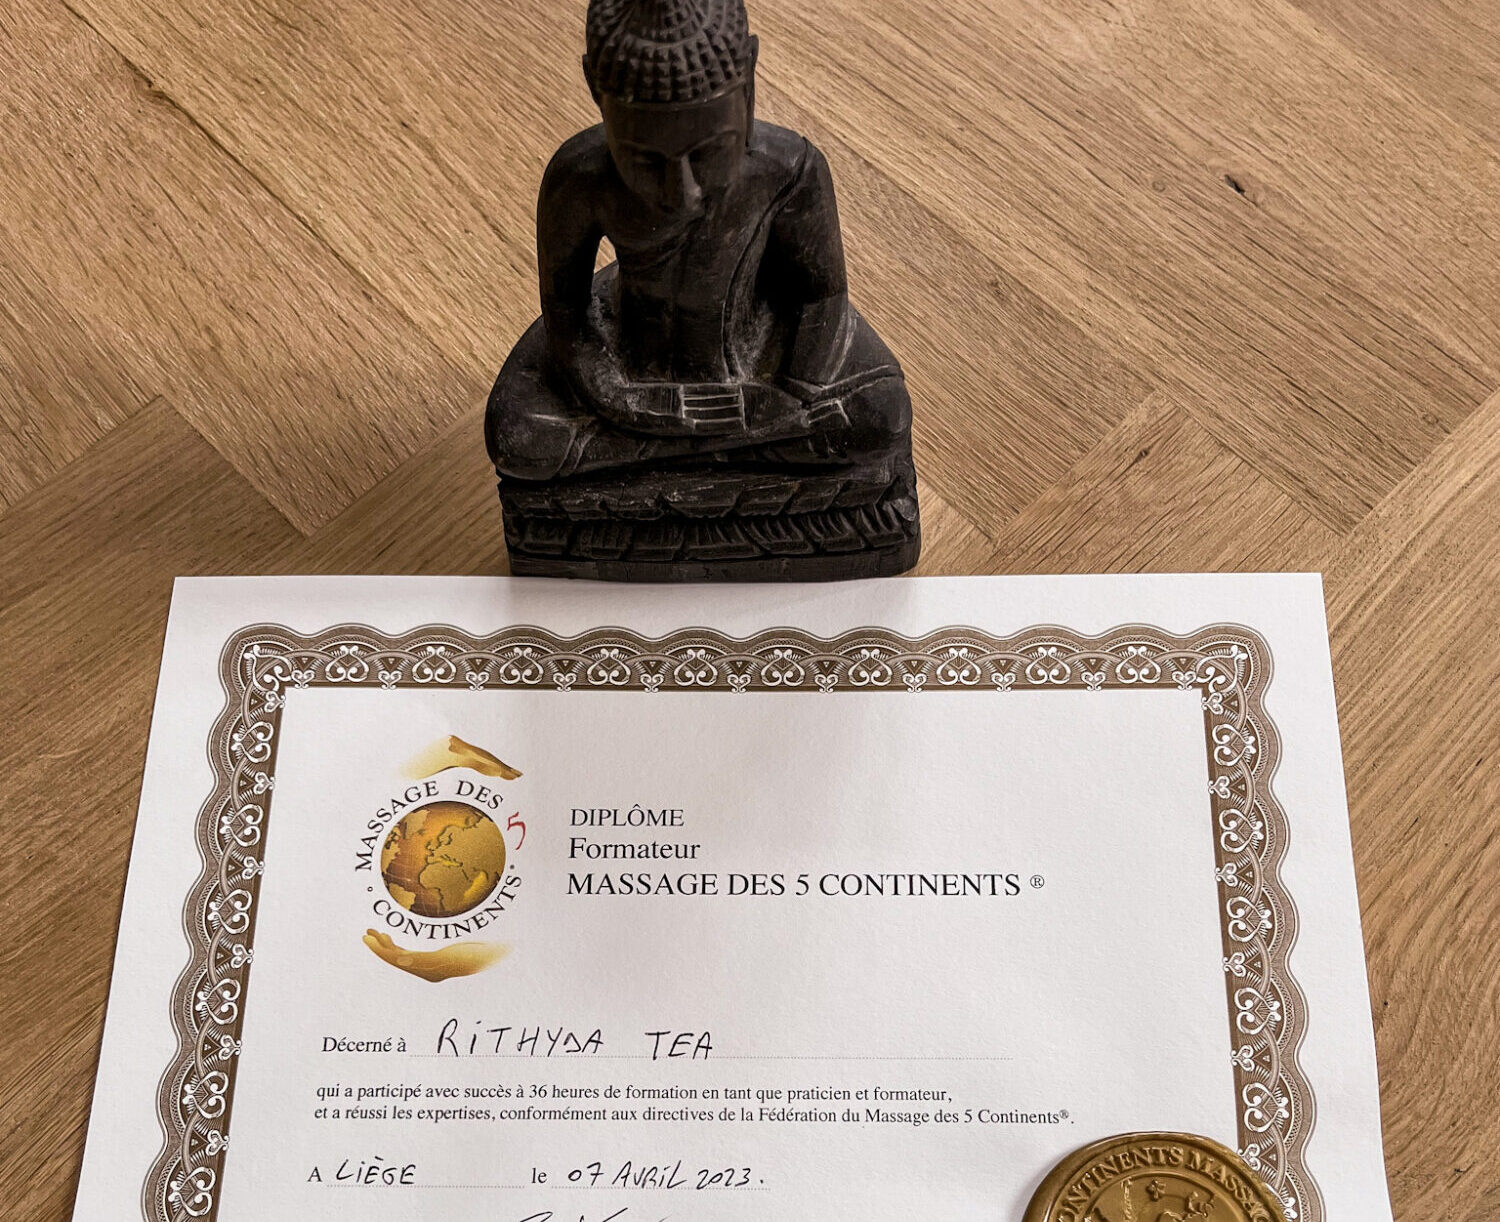 MASSAGE DES 5 CONTINENTS
DIPLÔME
Formateur
MASSAGE DES 5 CONTINENTS ®
Décerné à RITHYDA TEA
qui a participé avec succès à 36 heures de formation en tant que praticien et formateur,
et a réussi les expertises, conformément aux directives de la Fédération du Massage des 5 Continents®.
A LIÈGE le 07 AVRIL 2023.
CONTINENTS MASSAGE